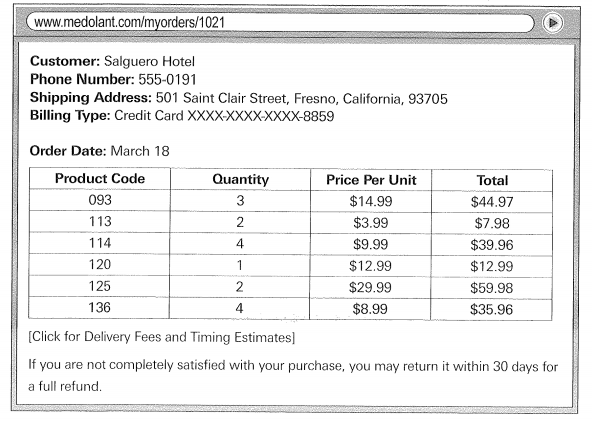 www.medolant.com/myorders/1021
Customer: Salguero Hotel
Phone Number: 555-0191
Shipping Address: 501 Saint Clair Street, Fresno, California, 93705
Billing Type: Credit Card XXXX-XXXX-XXXX-8859
Order Date: March 18
Product Code Quantity Price Per Unit Total
093 3 $14.99 $44.97
113 2 $3.99 $7.98
114 4 $9.99 $39.96
120 1 $12.99 $12.99
125 2 $29.99 $59.98
136 4 $8.99 $35.96
[Click for Delivery Fees and Timing Estimates]
If you are not completely satisfied with your purchase, you may return it within 30 days for
a full refund.